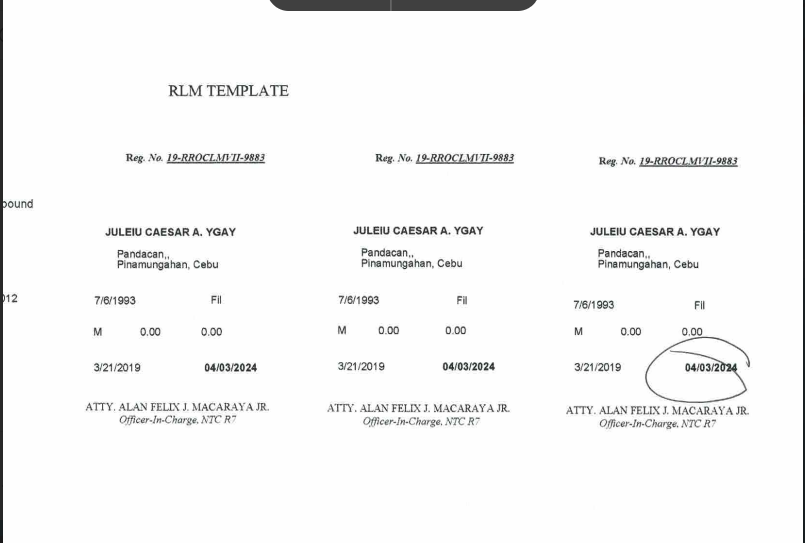 RLM TEMPLATE
Reg. No. 19-RROCLMVII-9883
Reg. No. 19-RROCLMVII-9883
Reg. No. 19-RROCLMVII-9883
bound
JULEIU CAESAR A. YGAY
JULEIU CAESAR A. YGAY
JULEIU CAESAR A. YGAY
Pandacan,,
Pinamungahan, Cebu
Pandacan,,
Pinamungahan, Cebu
Pandacan,,
Pinamungahan, Cebu
012
7/6/1993 Fil
7/6/1993 Fil
7/6/1993 Fil
M 0.00 0.00
M 0.00 0.00
M 0.00 0.00
3/21/2019 04/03/2024
3/21/2019 04/03/2024
3/21/2019 04/03/2024
ATTY. ALAN FELIX J. MACARAYA JR.
Officer-In-Charge, NTC R7
ATTY. ALAN FELIX J. MACARAYA JR.
Officer-In-Charge, NTC R7
ATTY. ALAN FELIX J. MACARAYA JR.
Officer-In-Charge, NTC R7